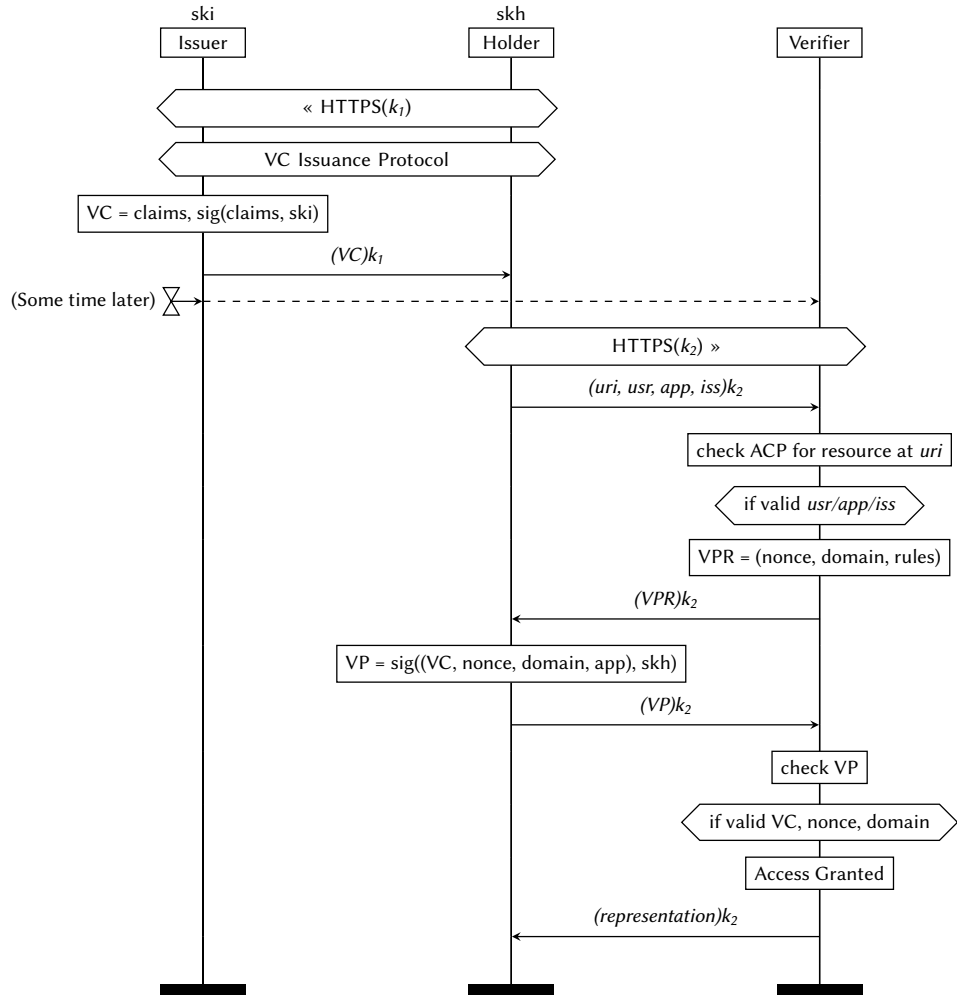 ski
skh
Issuer
Holder
Verifier
« HTTPS(k₁)
VC Issuance Protocol
VC = claims, sig(claims, ski)
(VC)k₁
(Some time later)
HTTPS(k₂) »
(uri, usr, app, iss)k₂
check ACP for resource at uri
if valid usr/app/iss
VPR = (nonce, domain, rules)
(VPR)k₂
VP = sig((VC, nonce, domain, app), skh)
(VP)k₂
check VP
if valid VC, nonce, domain
Access Granted
(representation)k₂